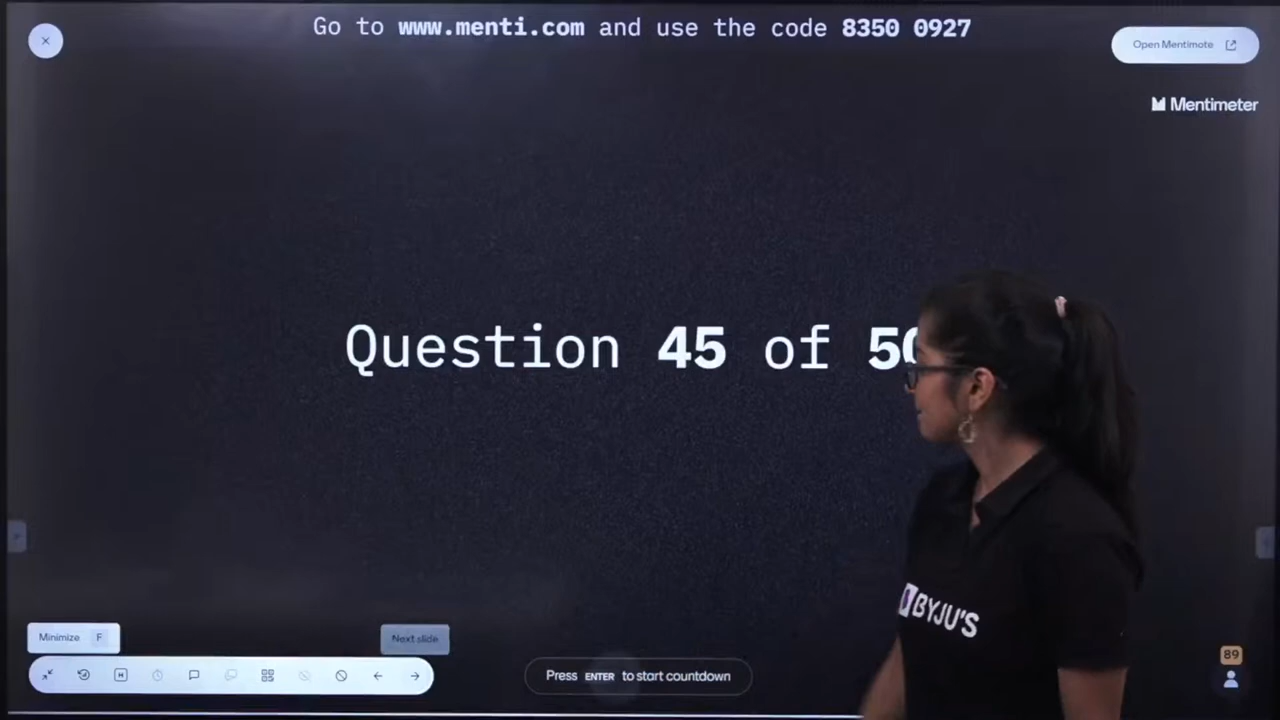 Go to www.menti.com and use the code 8350 0927
Open Mentimote
Mentimeter
Question 45 of 50
BYJU'S
Minimize F
Next slide
H
Press ENTER to start countdown
89